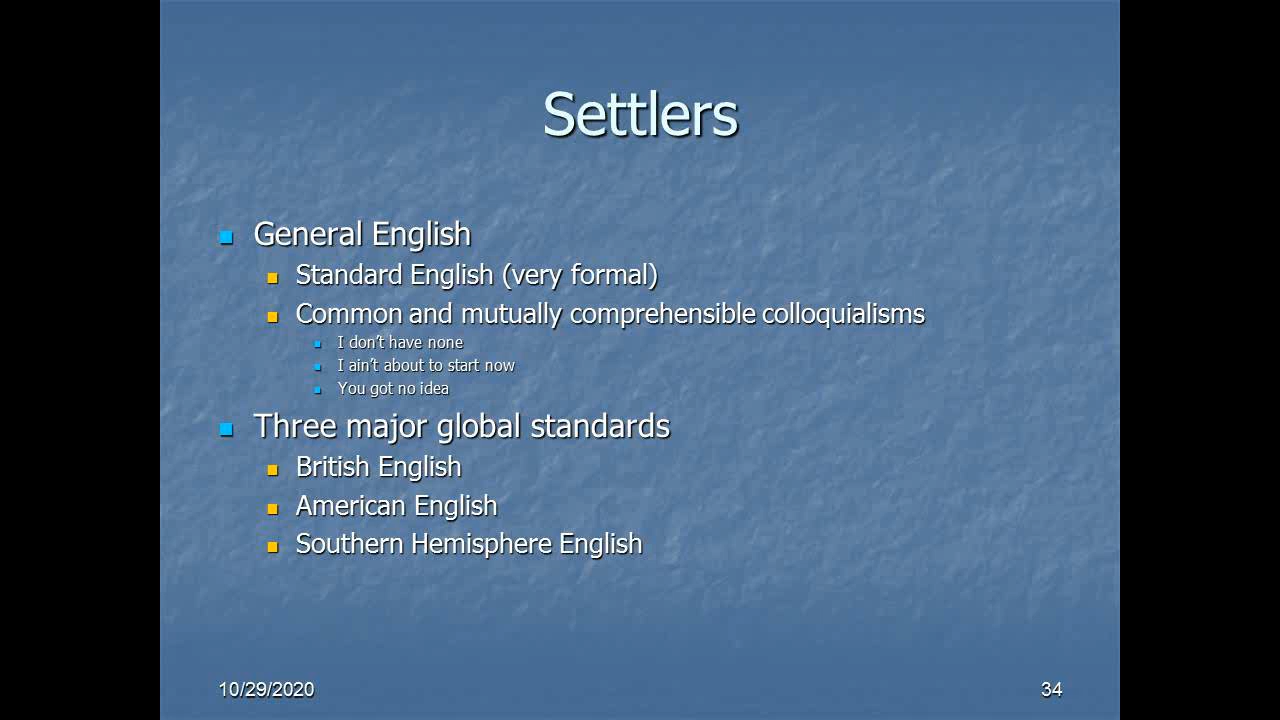 Settlers
General English
Standard English (very formal)
Common and mutually comprehensible colloquialisms
I don't have none
I ain't about to start now
You got no idea
Three major global standards
British English
American English
Southern Hemisphere English
10/29/2020
34